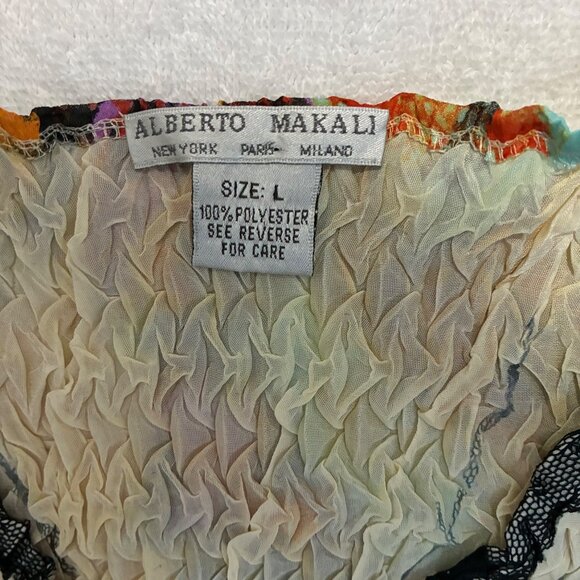 ALBERTO MAKALI
NEW YORK PARIS MILANO
SIZE: L
100% POLYESTER
SEE REVERSE
FOR CARE